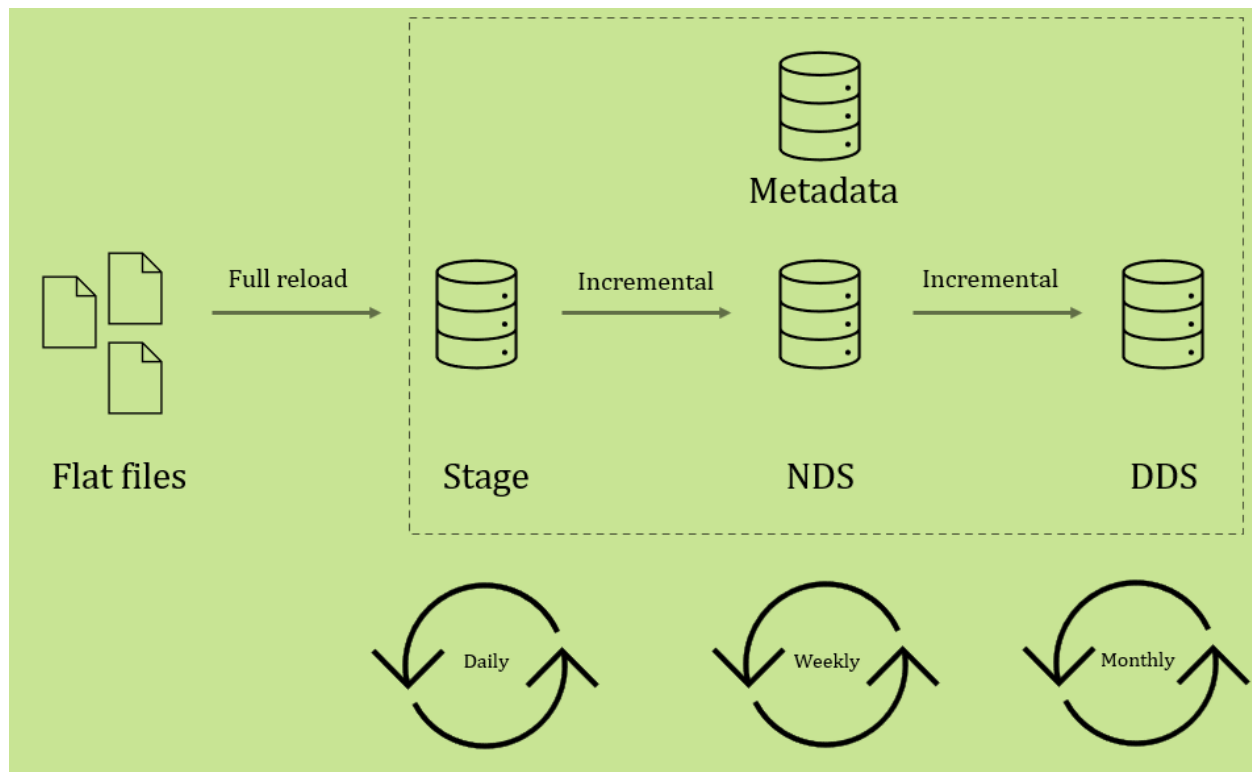 Metadata
Full reload
Incremental
Incremental
Flat files
Stage
NDS
DDS
Daily
Weekly
Monthly